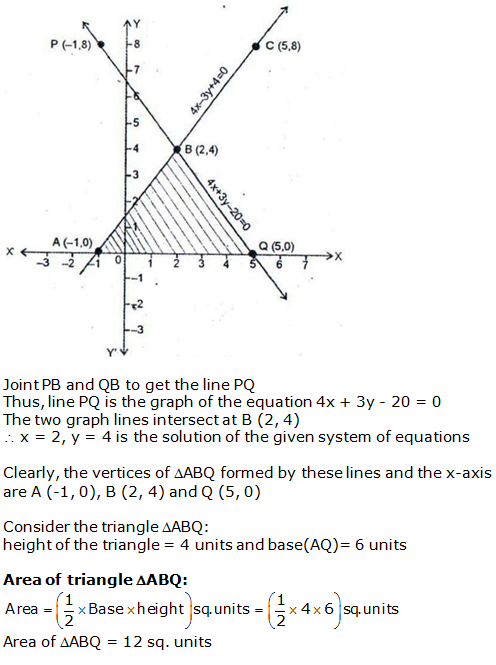 Y
P (-1,8)
8
C (5,8)
7
4x-3y+4=0
6
5
4
B (2,4)
3
4x+3y-20=0
2
1
A (-1,0)
Q (5,0)
X
-3 -2 -1 0 1 2 3 4 5 6 7
X
-1
-2
-3
Y'
Joint PB and QB to get the line PQ
Thus, line PQ is the graph of the equation 4x + 3y - 20 = 0
The two graph lines intersect at B (2, 4)
∴ x = 2, y = 4 is the solution of the given system of equations
Clearly, the vertices of ∆ABQ formed by these lines and the x-axis
are A (-1, 0), B (2, 4) and Q (5, 0)
Consider the triangle ∆ABQ:
height of the triangle = 4 units and base(AQ)= 6 units
Area of triangle ∆ABQ:
Area = (1/2 × Base × height) sq.units = (1/2 × 4 × 6) sq.units
Area of ∆ABQ = 12 sq. units